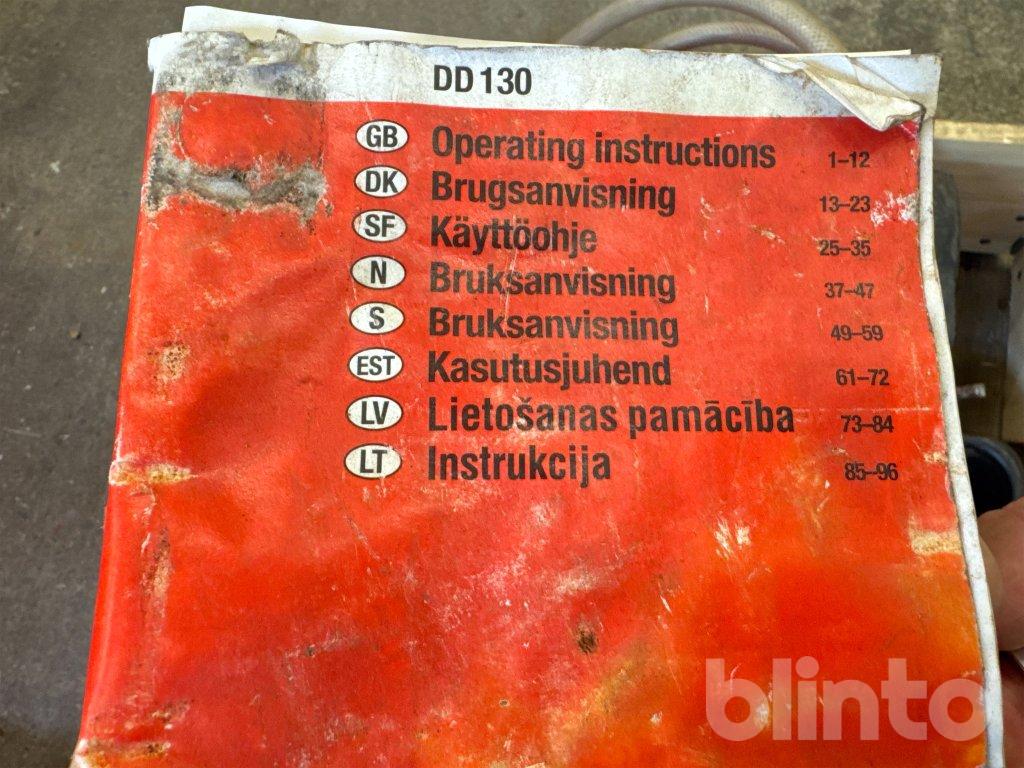 DD 130
GB Operating instructions 1–12
DK Brugsanvisning 13–23
SF Käyttöohje 25–35
N Bruksanvisning 37–47
S Bruksanvisning 49–59
EST Kasutusjuhend 61–72
LV Lietošanas pamācība 73–84
LT Instrukcija 85–96
blinto